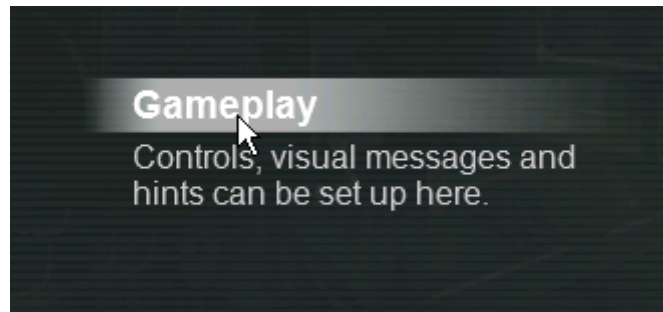 Gameplay
Controls, visual messages and
hints can be set up here.